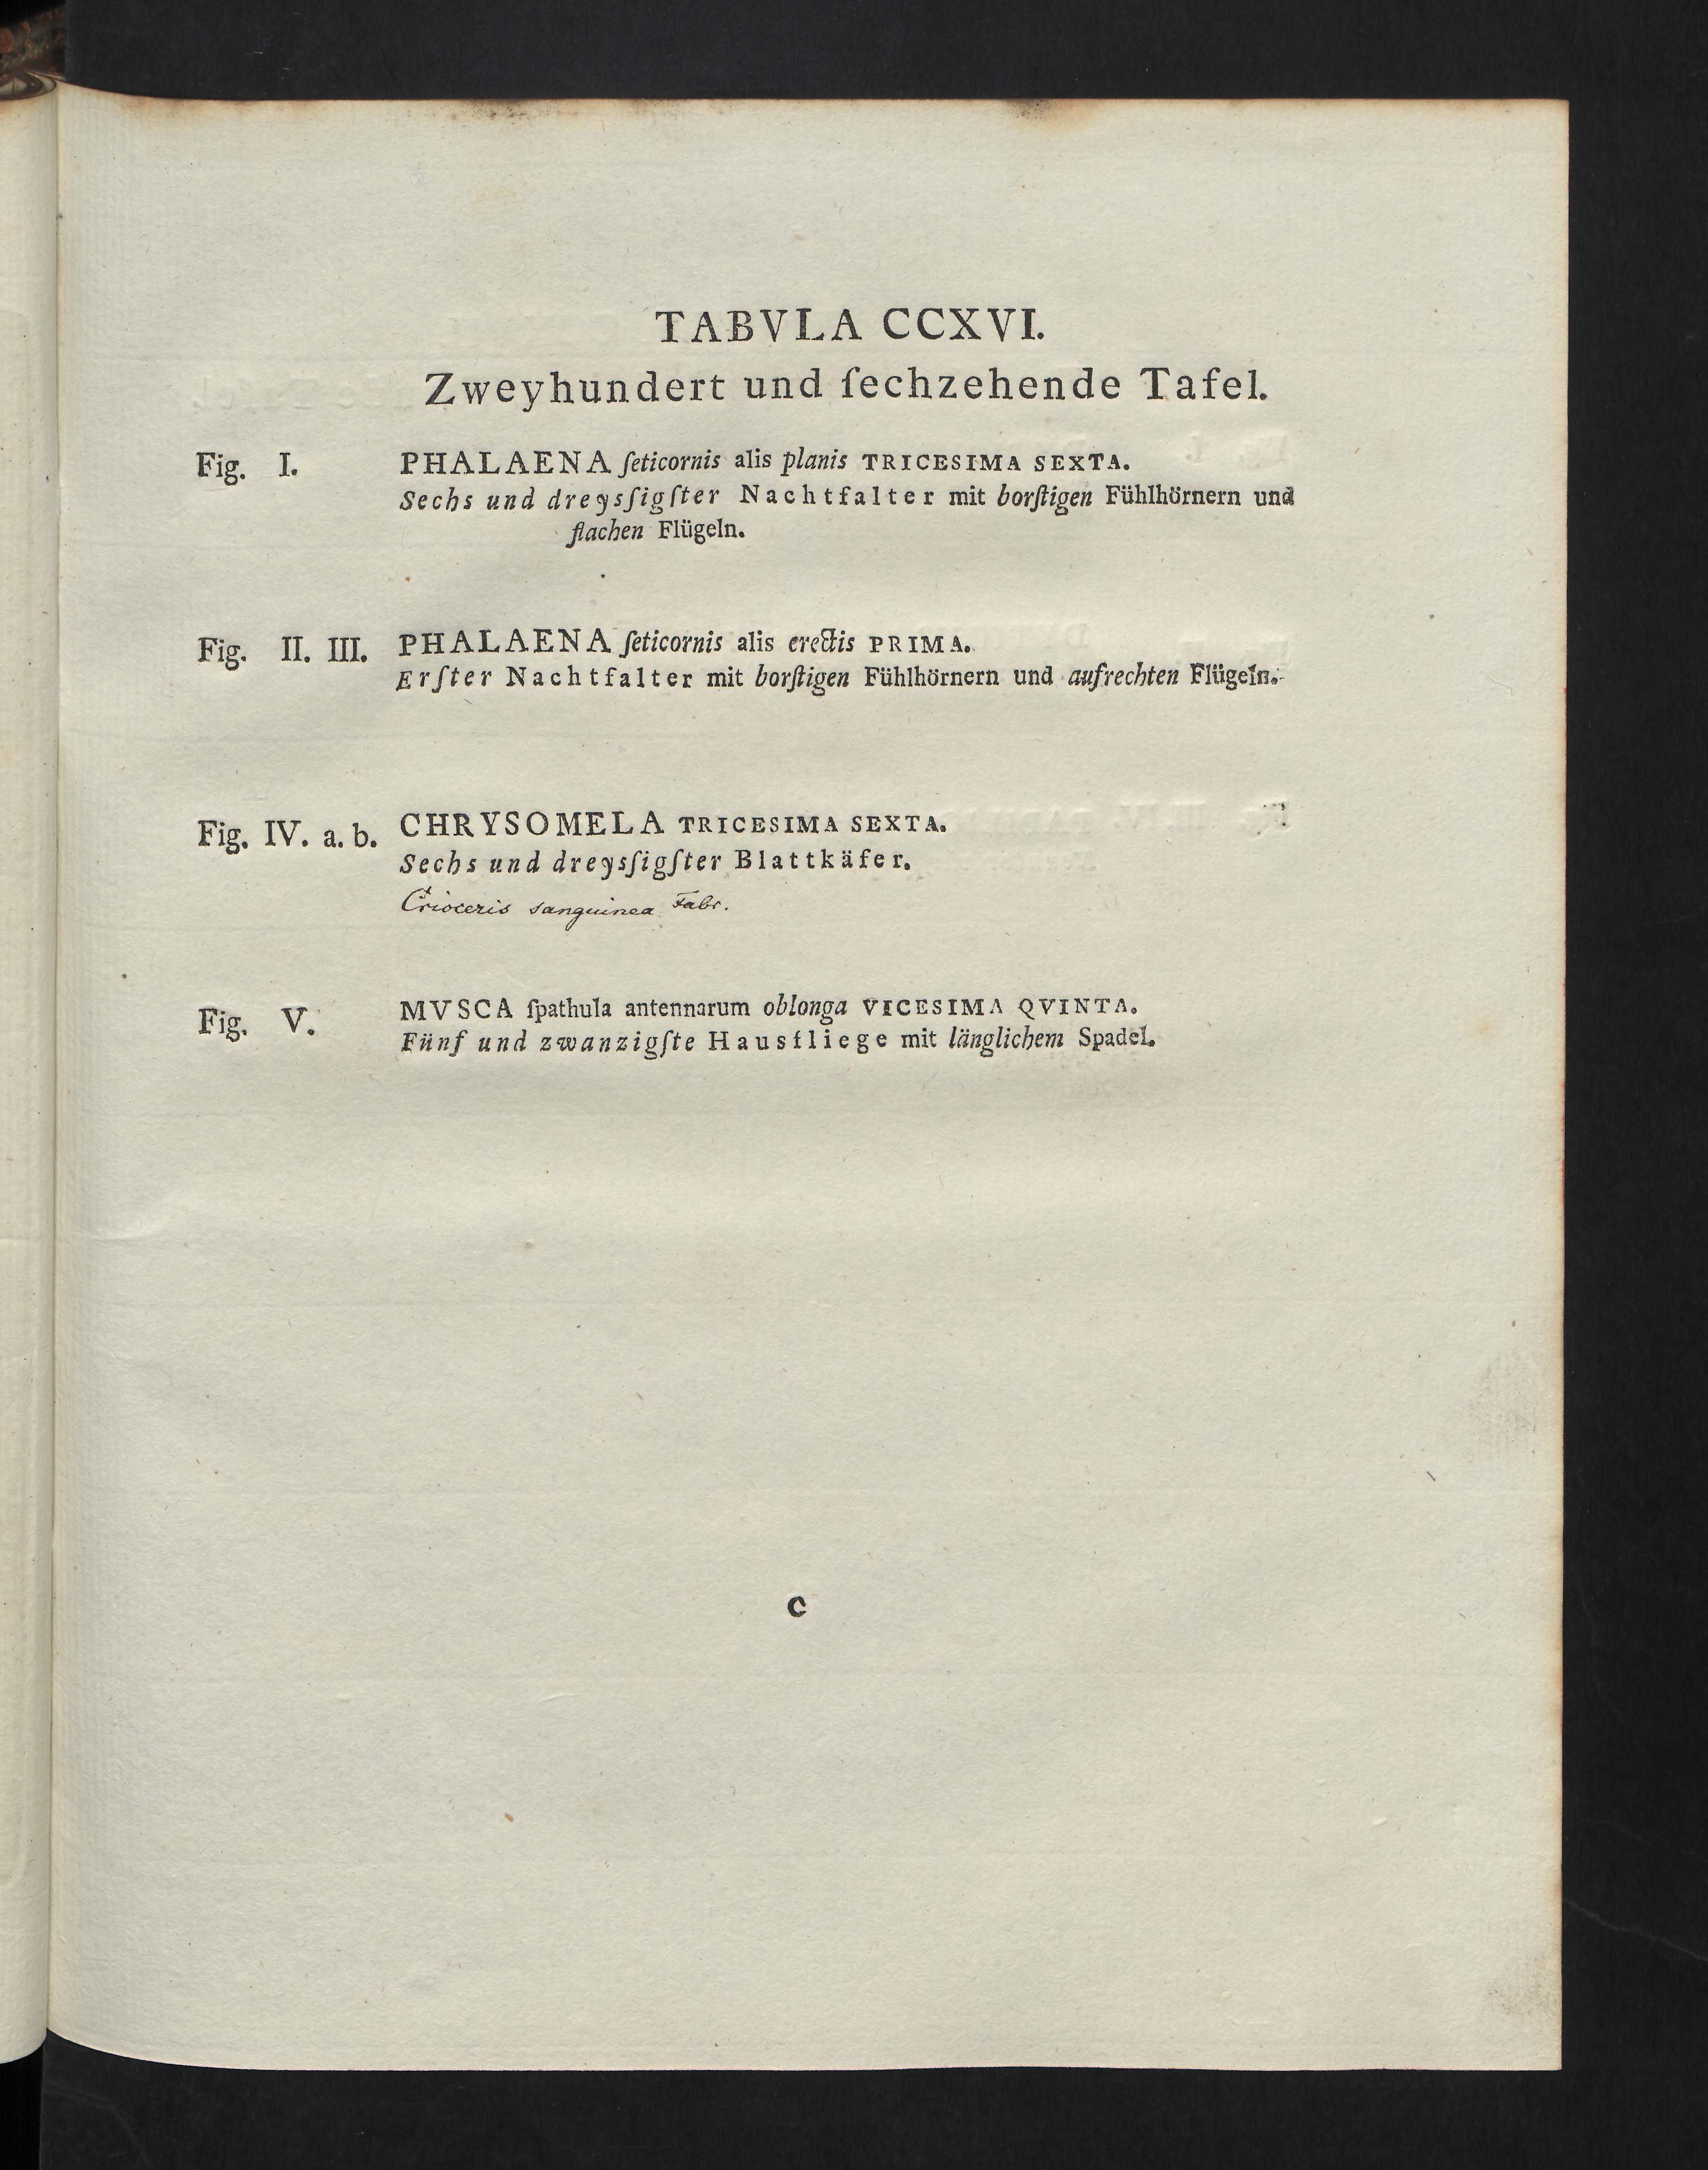 TABVLA CCXVI.
Zweyhundert und ſechzehende Tafel.
Fig. I. PHALAENA ſeticornis alis planis TRICESIMA SEXTA.
Sechs und dreysſigſter Nachtfalter mit borſtigen Fühlhörnern und
flachen Flügeln.
Fig. II. III. PHALAENA ſeticornis alis erectis PRIMA.
Erſter Nachtfalter mit borſtigen Fühlhörnern und aufrechten Flügeln.
Fig. IV. a. b. CHRYSOMELA TRICESIMA SEXTA.
Sechs und dreysſigſter Blattkäfer.
Crioceris sanguinea Fabr.
Fig. V. MVSCA ſpathula antennarum oblonga VICESIMA QVINTA.
Fünf und zwanzigſte Hausfliege mit länglichem Spadel.
C